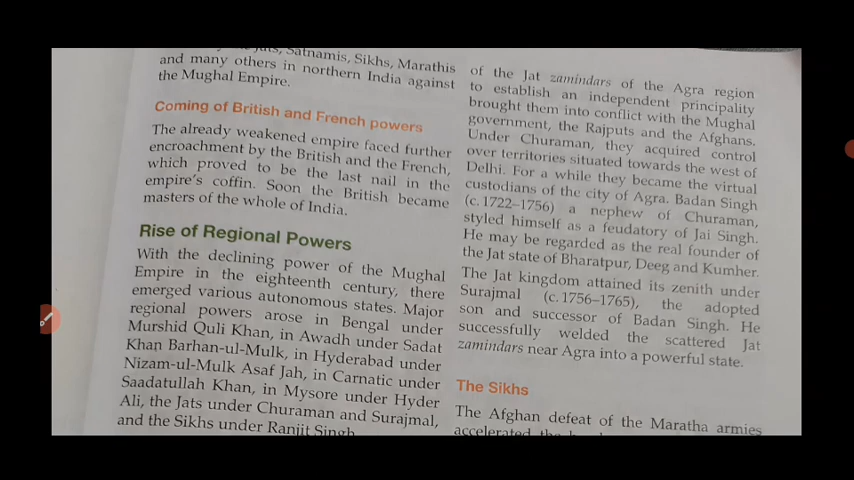 Jats, Satnamis, Sikhs, Marathis
and many others in northern India against
the Mughal Empire.
Coming of British and French powers
The already weakened empire faced further
encroachment by the British and the French,
which proved to be the last nail in the
empire's coffin. Soon the British became
masters of the whole of India.
Rise of Regional Powers
With the declining power of the Mughal
Empire in the eighteenth century, there
emerged various autonomous states. Major
regional powers arose in Bengal under
Murshid Quli Khan, in Awadh under Sadat
Khan Barhan-ul-Mulk, in Hyderabad under
Nizam-ul-Mulk Asaf Jah, in Carnatic under
Saadatullah Khan, in Mysore under Hyder
Ali, the Jats under Churaman and Surajmal,
and the Sikhs under Ranjit Singh.
of the Jat zamindars of the Agra region
to establish an independent principality
brought them into conflict with the Mughal
government, the Rajputs and the Afghans.
Under Churaman, they acquired control
over territories situated towards the west of
Delhi. For a while they became the virtual
custodians of the city of Agra. Badan Singh
(c. 1722–1756) a nephew of Churaman,
styled himself as a feudatory of Jai Singh.
He may be regarded as the real founder of
the Jat state of Bharatpur, Deeg and Kumher.
The Jat kingdom attained its zenith under
Surajmal (c. 1756–1765), the adopted
son and successor of Badan Singh. He
successfully welded the scattered Jat
zamindars near Agra into a powerful state.
The Sikhs
The Afghan defeat of the Maratha armies
accelerated the